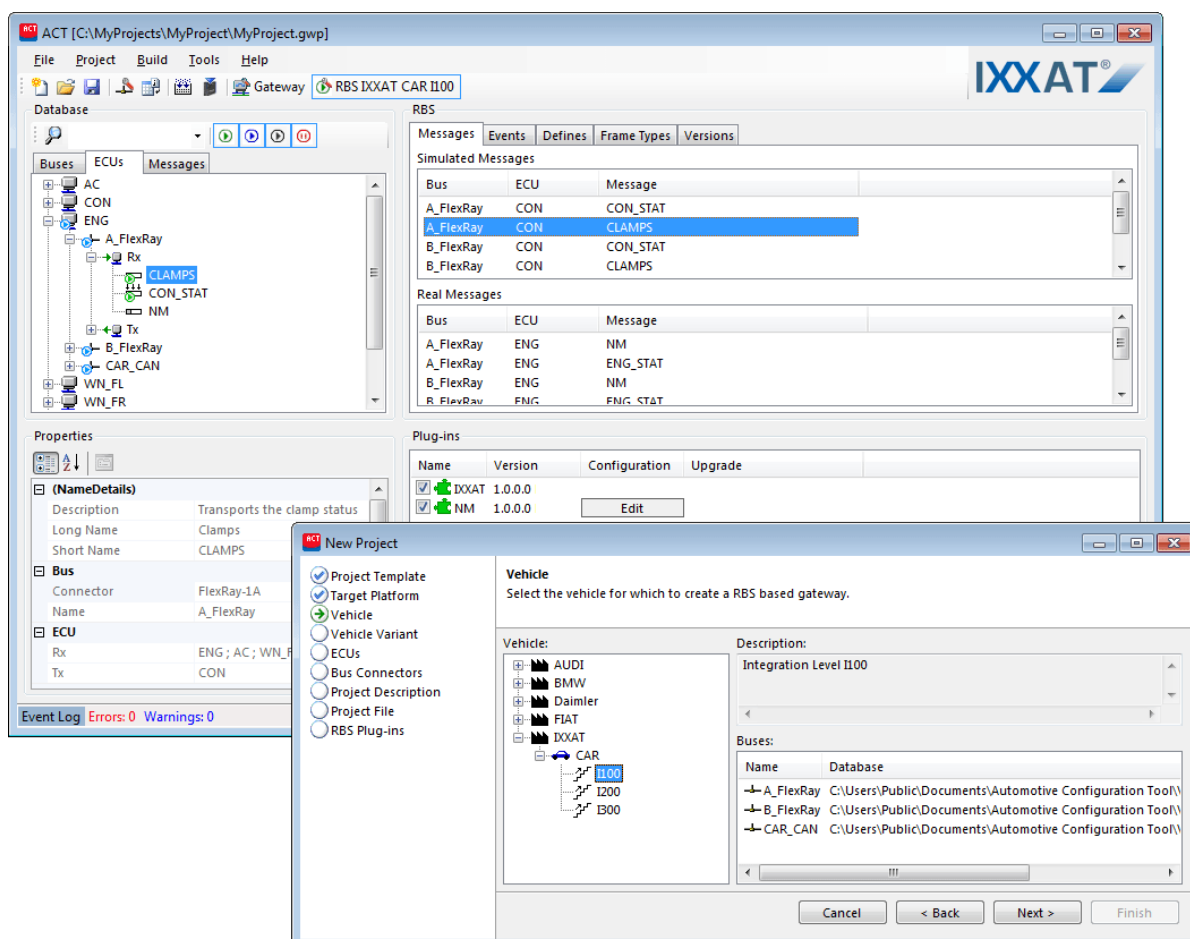 ACT [C:\MyProjects\MyProject\MyProject.gwp]
File Project Build Tools Help
Gateway RBS IXXAT CAR I100
IXXAT®
Database
Buses ECUs Messages
AC
CON
ENG
A_FlexRay
Rx
CLAMPS
CON_STAT
NM
Tx
B_FlexRay
CAR_CAN
WN_FL
WN_FR
RBS
Messages Events Defines Frame Types Versions
Simulated Messages
Bus ECU Message
A_FlexRay CON CON_STAT
A_FlexRay CON CLAMPS
B_FlexRay CON CON_STAT
B_FlexRay CON CLAMPS
Real Messages
Bus ECU Message
A_FlexRay ENG NM
A_FlexRay ENG ENG_STAT
B_FlexRay ENG NM
B_FlexRay ENG ENG_STAT
Properties
(NameDetails)
Description Transports the clamp status
Long Name Clamps
Short Name CLAMPS
Bus
Connector FlexRay-1A
Name A_FlexRay
ECU
Rx ENG ; AC ; WN_F
Tx CON
Plug-ins
Name Version Configuration Upgrade
IXXAT 1.0.0.0
NM 1.0.0.0 Edit
Event Log Errors: 0 Warnings: 0
ACT New Project
Project Template
Target Platform
Vehicle
Vehicle Variant
ECUs
Bus Connectors
Project Description
Project File
RBS Plug-ins
Vehicle
Select the vehicle for which to create a RBS based gateway.
Vehicle:
AUDI
BMW
Daimler
FIAT
IXXAT
CAR
I100
I200
I300
Description:
Integration Level I100
Buses:
Name Database
A_FlexRay C:\Users\Public\Documents\Automotive Configuration Tool\
B_FlexRay C:\Users\Public\Documents\Automotive Configuration Tool\
CAR_CAN C:\Users\Public\Documents\Automotive Configuration Tool\
Cancel < Back Next > Finish